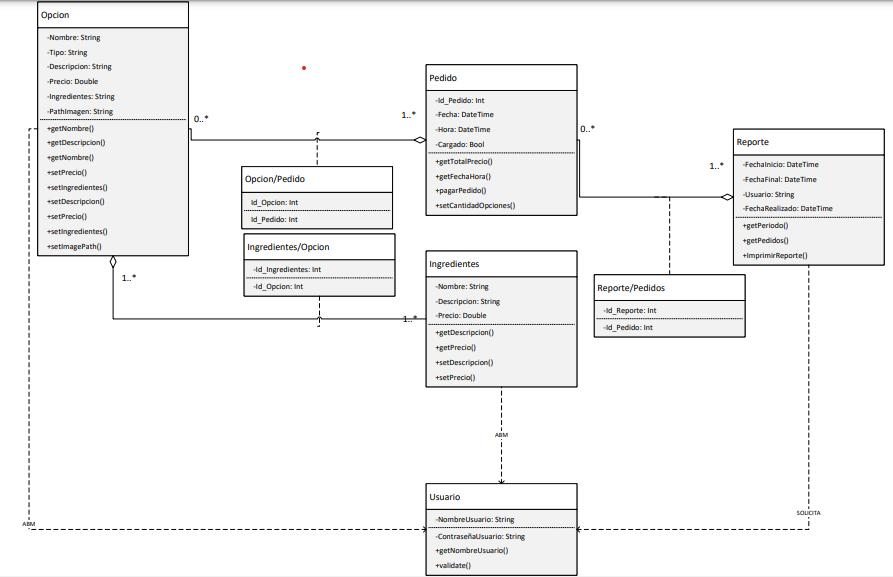 Opcion
-Nombre: String
-Tipo: String
-Descripcion: String
-Precio: Double
-Ingredientes: String
-PathImagen: String
+getNombre()
+getDescripcion()
+getNombre()
+setPrecio()
+setIngredientes()
+setDescripcion()
+setPrecio()
+setIngredientes()
+setImagePath()
0..*
1..*
Pedido
-Id_Pedido: Int
-Fecha: DateTime
-Hora: DateTime
-Cargado: Bool
+getTotalPrecio()
+getFechaHora()
+pagarPedido()
+setCantidadOpciones()
0..*
1..*
Reporte
-FechaInicio: DateTime
-FechaFinal: DateTime
-Usuario: String
-FechaRealizado: DateTime
+getPeriodo()
+getPedidos()
+ImprimirReporte()
Opcion/Pedido
Id_Opcion: Int
Id_Pedido: Int
Ingredientes/Opcion
-Id_Ingredientes: Int
-Id_Opcion: Int
1..*
1..*
Ingredientes
-Nombre: String
-Descripcion: String
-Precio: Double
+getDescripcion()
+getPrecio()
+setDescripcion()
+setPrecio()
Reporte/Pedidos
-Id_Reporte: Int
-Id_Pedido: Int
ABM
ABM
SOLICITA
Usuario
-NombreUsuario: String
-ContraseñaUsuario: String
+getNombreUsuario()
+validate()